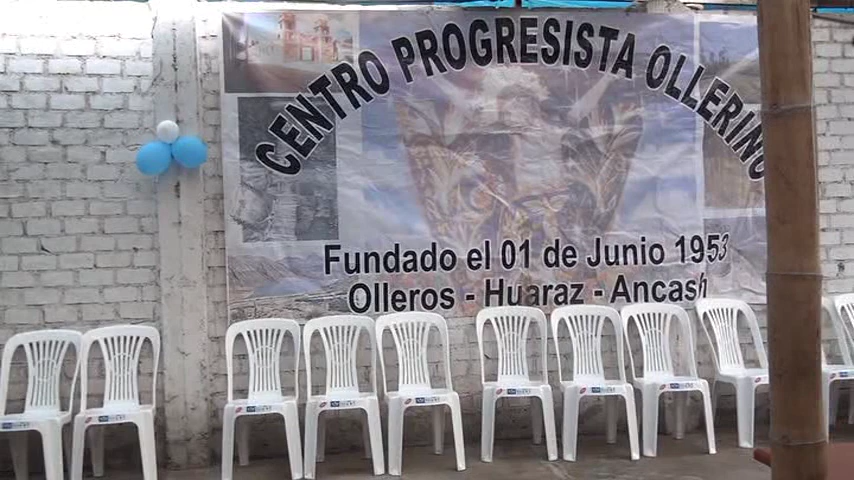 CENTRO PROGRESISTA OLLERINO
Fundado el 01 de Junio 1953
Olleros - Huaraz - Ancash